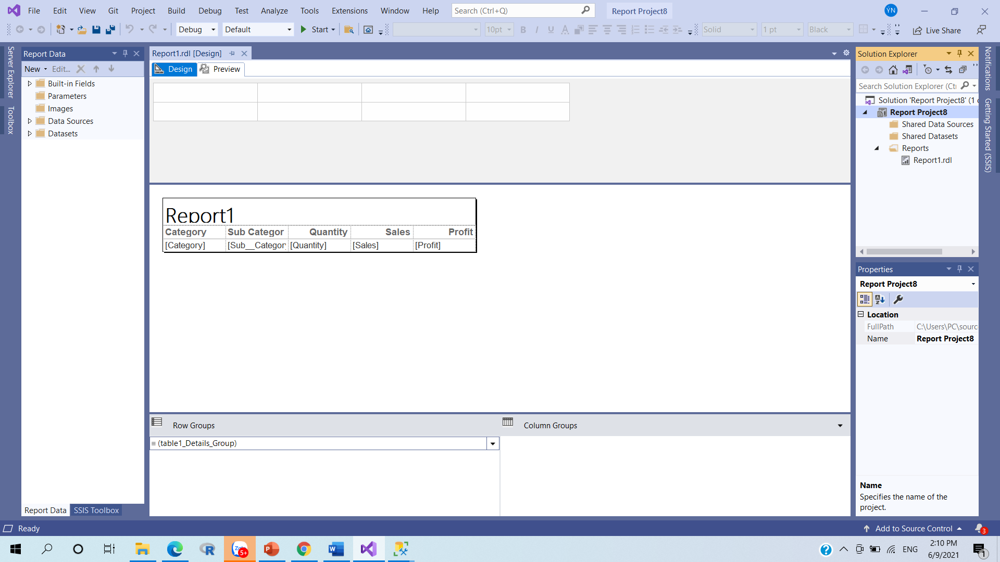 File Edit View Git Project Build Debug Test Analyze Tools Extensions Window Help Search (Ctrl+Q) Report Project8 YN
Debug Default Start 10pt B I U A Solid 1 pt Black Live Share
Server Explorer
Toolbox
Report Data
New Edit...
Built-in Fields
Parameters
Images
Data Sources
Datasets
Report Data SSIS Toolbox
Report1.rdl [Design]
Design Preview
Report1
Category Sub Categor Quantity Sales Profit
[Category] [Sub__Categor [Quantity] [Sales] [Profit]
Row Groups Column Groups
(table1_Details_Group)
Solution Explorer
Search Solution Explorer (Ctr
Solution 'Report Project8' (1
Report Project8
Shared Data Sources
Shared Datasets
Reports
Report1.rdl
Properties
Report Project8
Location
FullPath C:\Users\PC\sourc
Name Report Project8
Name
Specifies the name of the
project.
Notifications
Getting Started (SSIS)
Ready Add to Source Control 3
5+ ENG 2:10 PM
6/9/2021 1